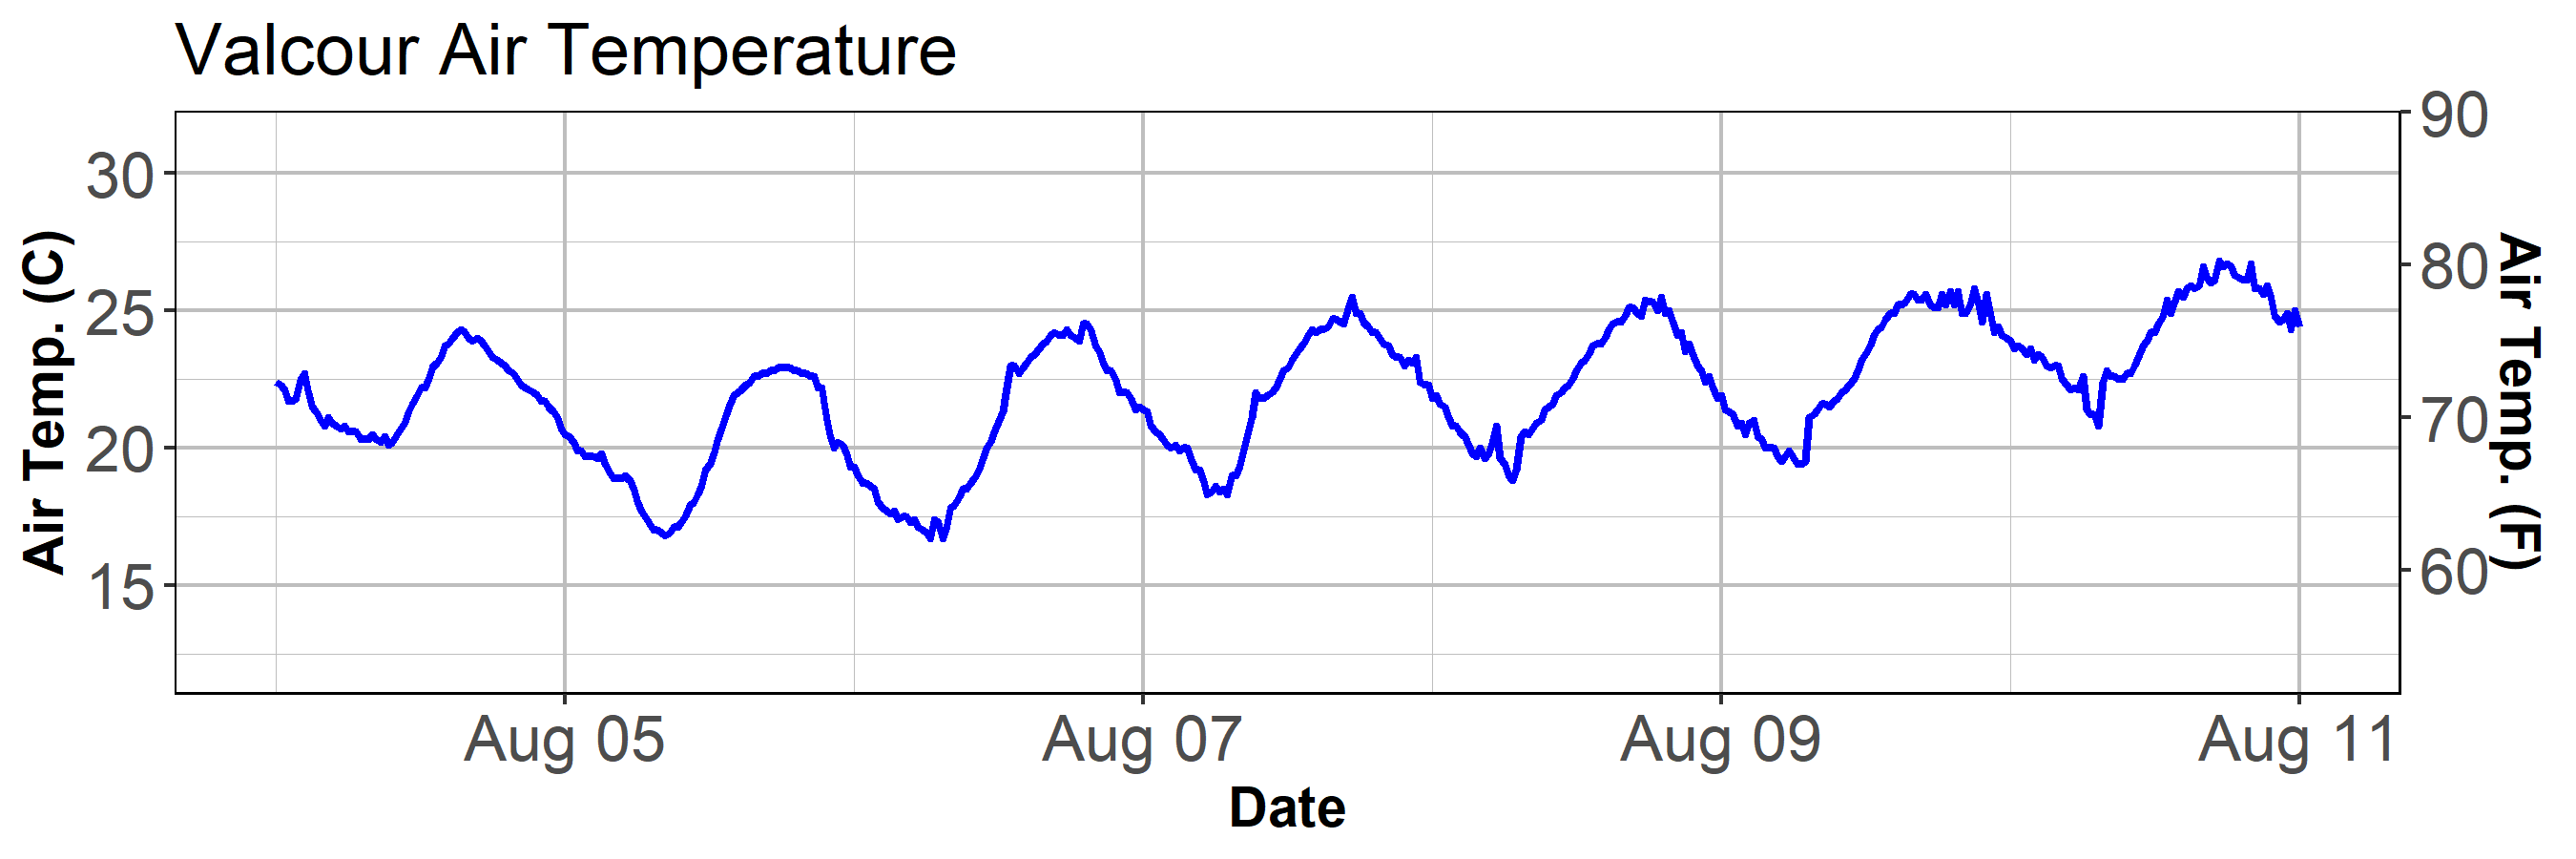 Valcour Air Temperature
Air Temp. (C)
30
25
20
15
90
80
70
60
Air Temp. (F)
Aug 05 Aug 07 Aug 09 Aug 11
Date